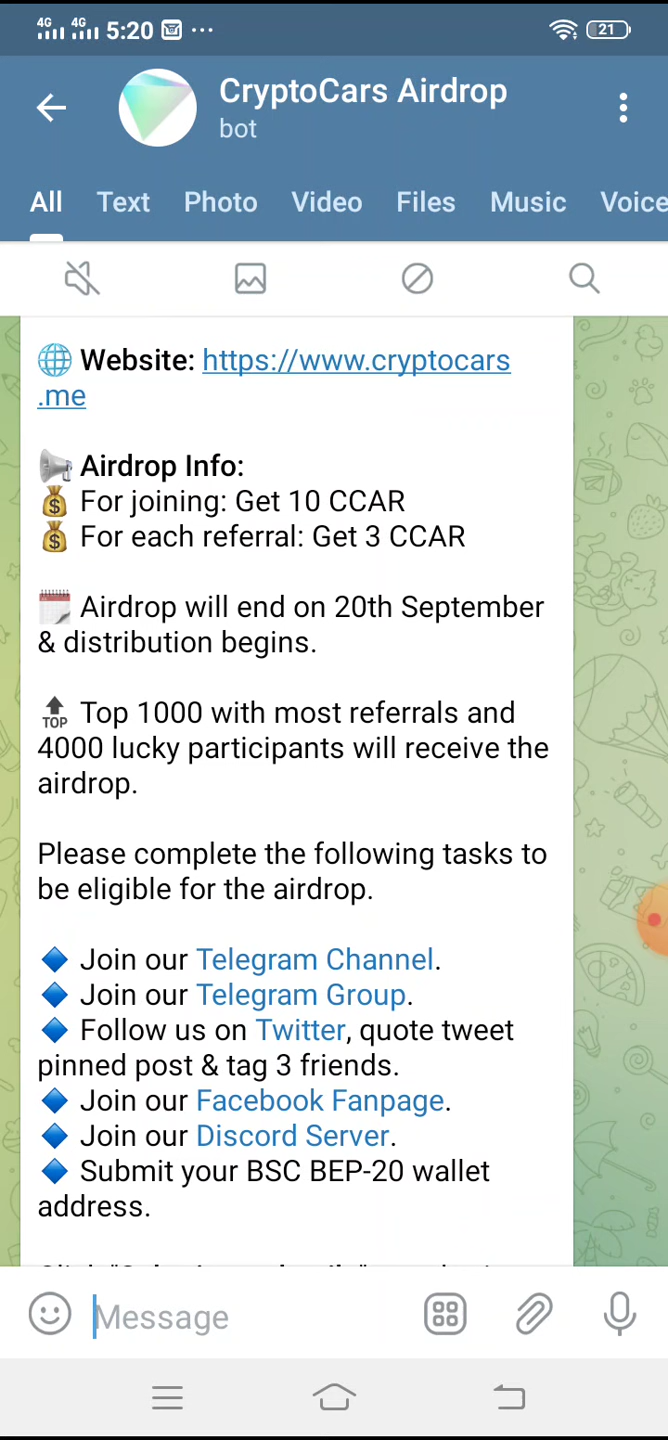 4G 4G 5:20 ... 21
CryptoCars Airdrop
bot
All Text Photo Video Files Music Voice
Website: https://www.cryptocars
.me
Airdrop Info:
For joining: Get 10 CCAR
For each referral: Get 3 CCAR
Airdrop will end on 20th September
& distribution begins.
TOP Top 1000 with most referrals and
4000 lucky participants will receive the
airdrop.
Please complete the following tasks to
be eligible for the airdrop.
Join our Telegram Channel.
Join our Telegram Group.
Follow us on Twitter, quote tweet
pinned post & tag 3 friends.
Join our Facebook Fanpage.
Join our Discord Server.
Submit your BSC BEP-20 wallet
address.
Message